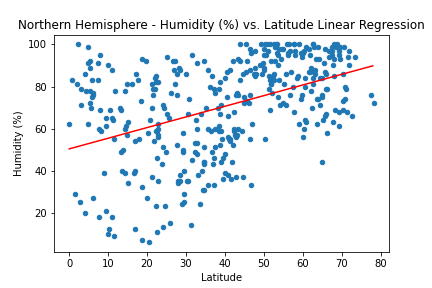 Northern Hemisphere - Humidity (%) vs. Latitude Linear Regression
Humidity (%)
100
80
60
40
20
0 10 20 30 40 50 60 70 80
Latitude